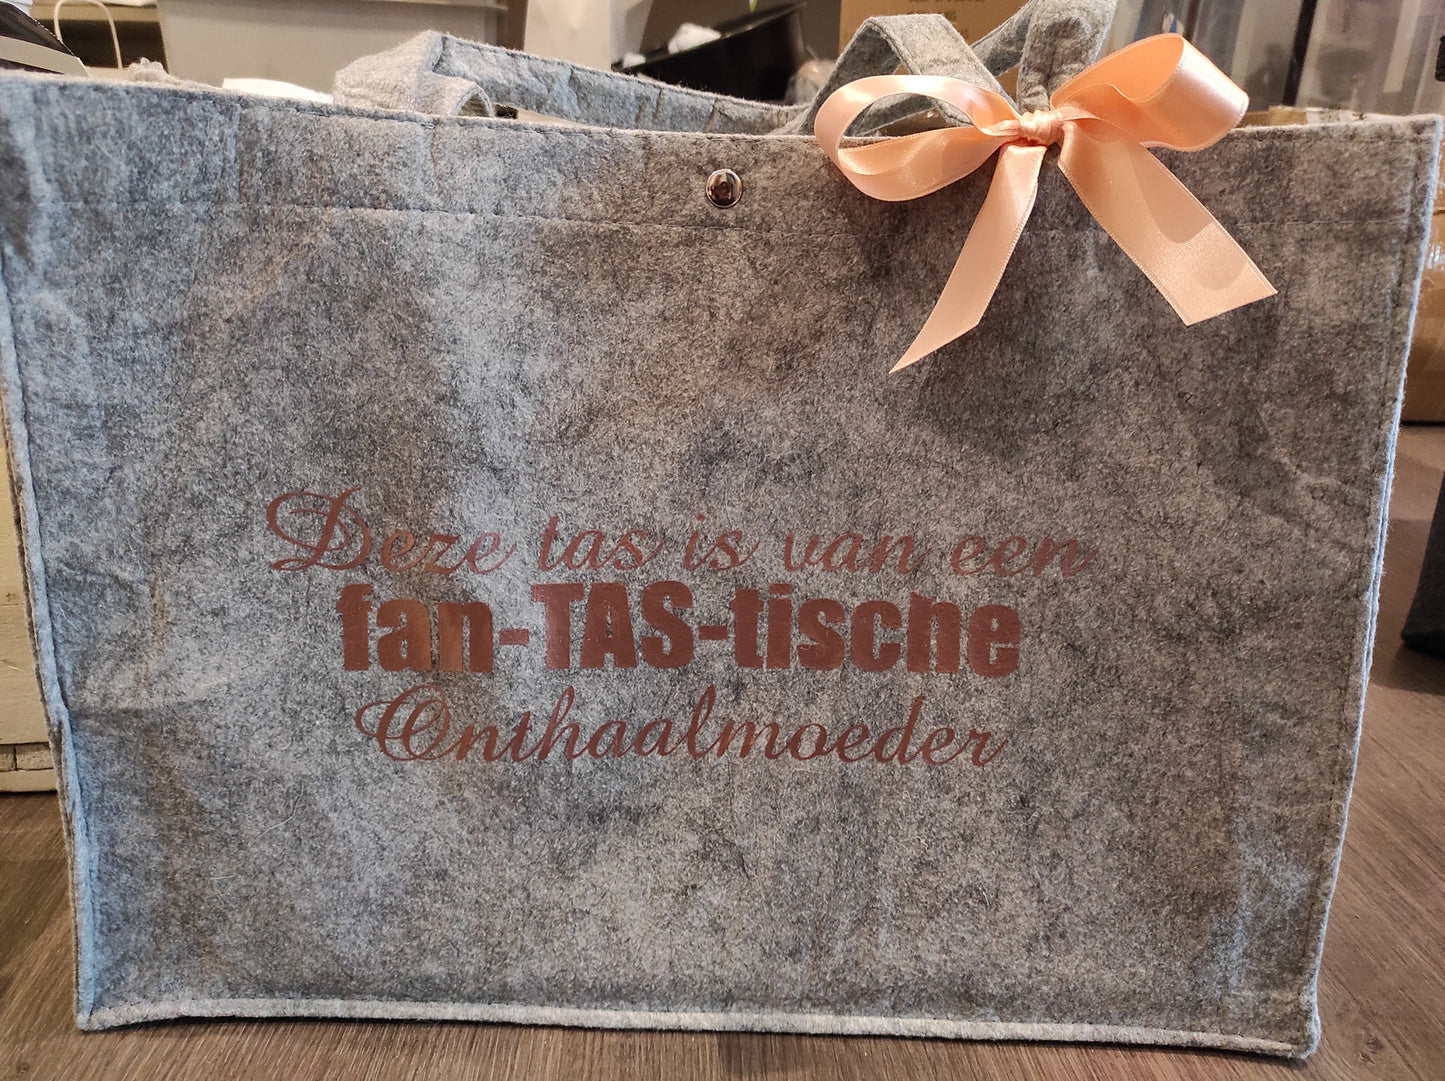 Deze tas is van een
fan-TAS-tische
Onthaalmoeder